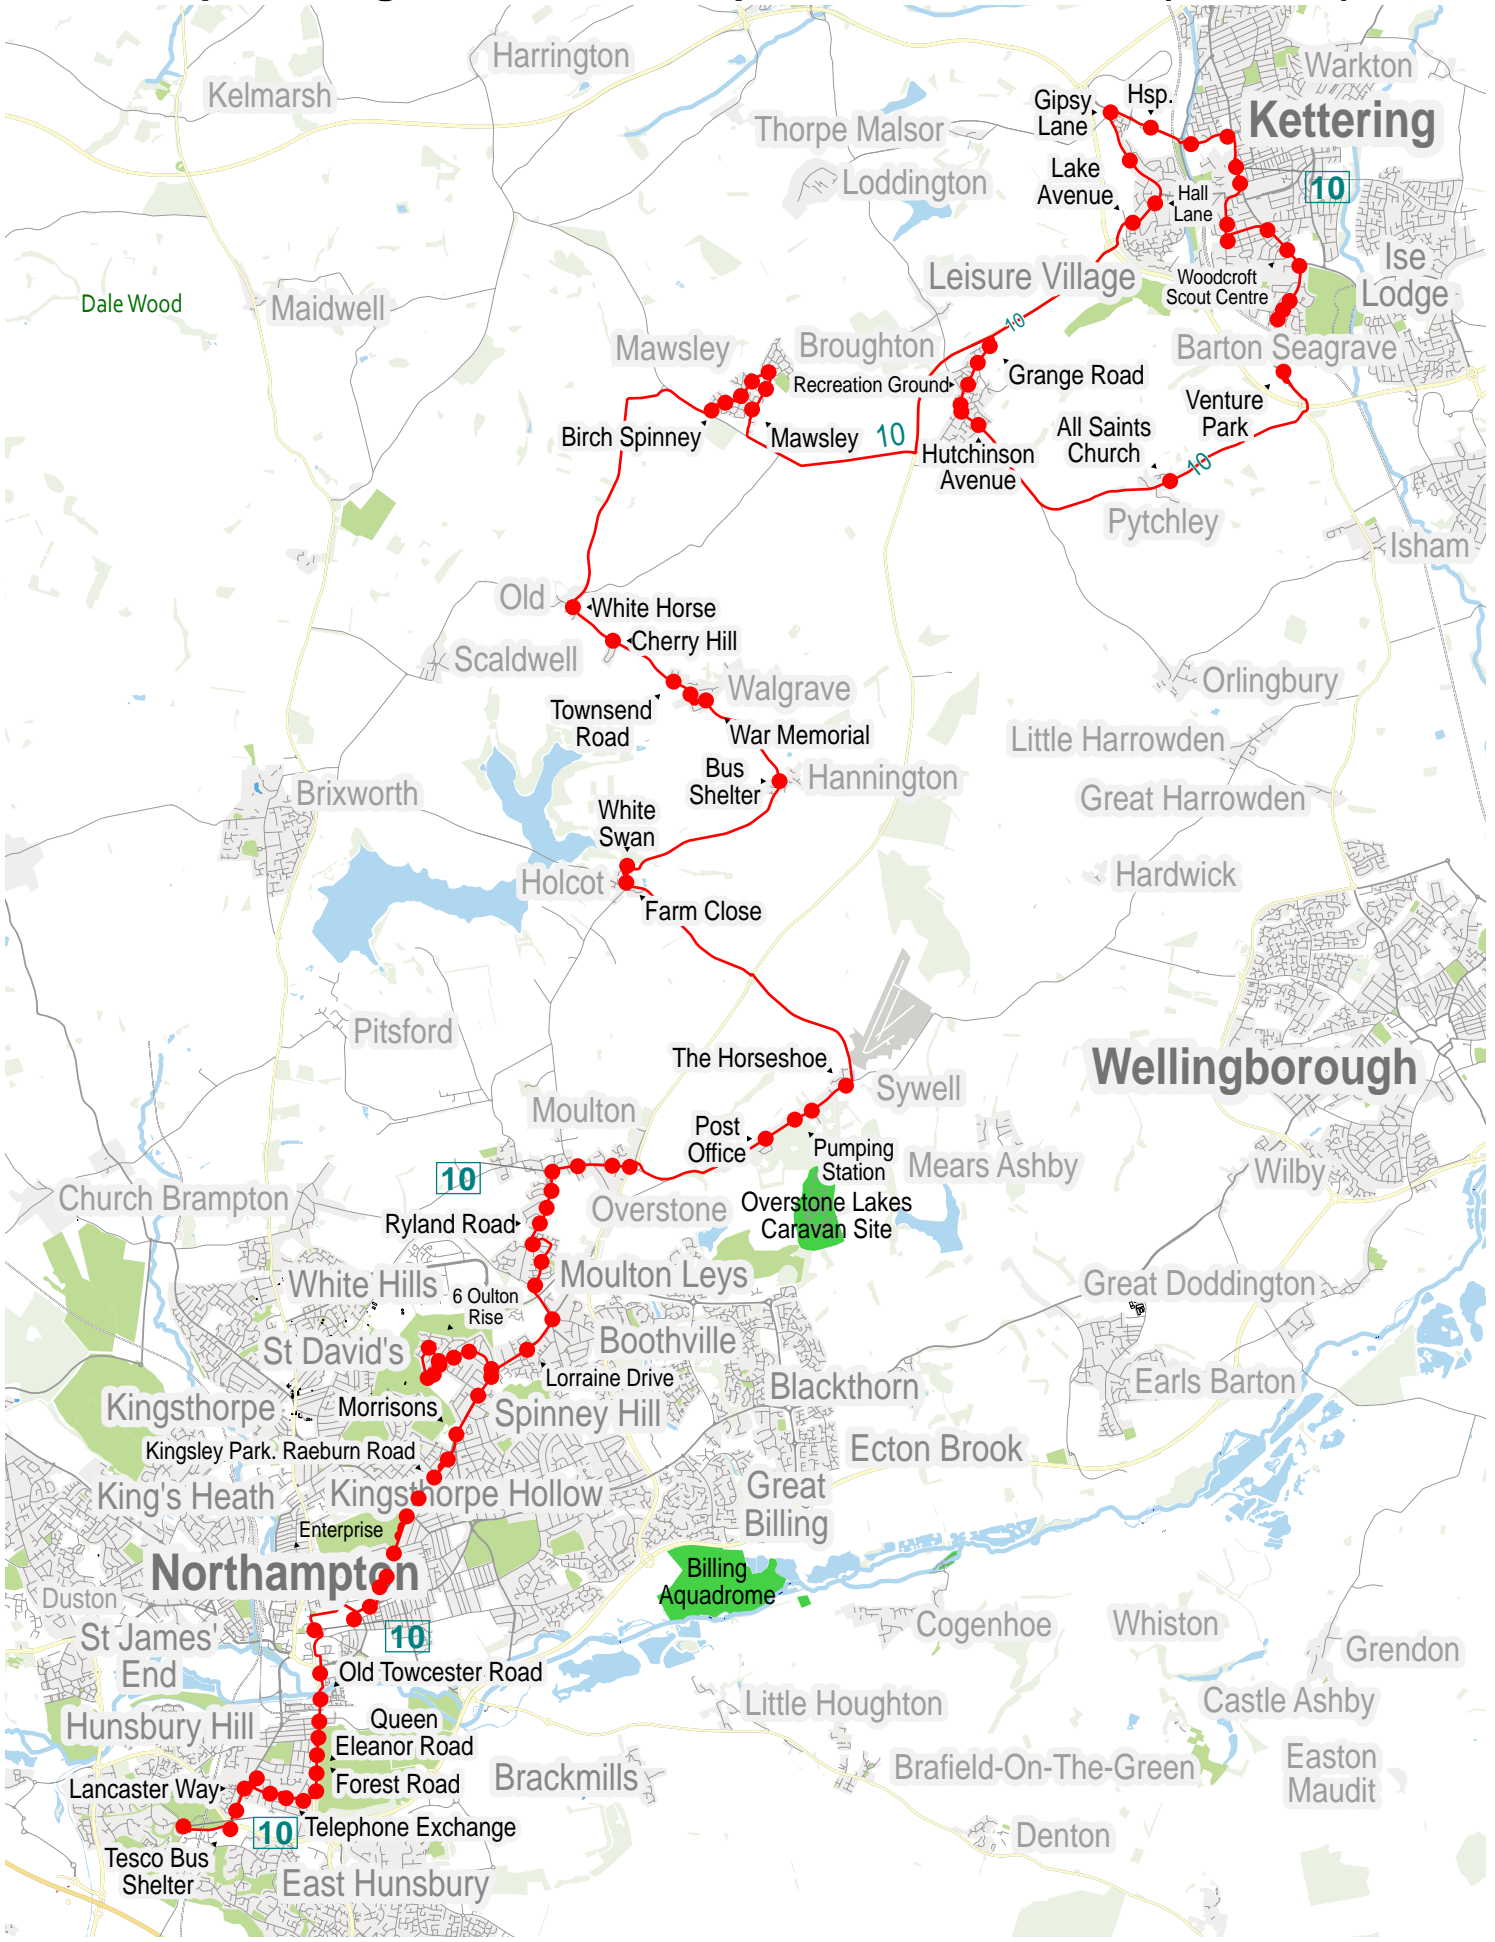 Harrington
Kelmarsh
Warkton
Gipsy
Lane
Hsp.
Kettering
Thorpe Malsor
Loddington
Lake
Avenue
Hall
Lane
10
Ise
Lodge
Leisure Village
Woodcroft
Scout Centre
Dale Wood
Maidwell
10
Mawsley
Broughton
Barton Seagrave
Recreation Ground
Grange Road
Venture
Park
Birch Spinney
Mawsley
10
All Saints
Church
Hutchinson
Avenue
10
Pytchley
Isham
Old
White Horse
Cherry Hill
Scaldwell
Walgrave
Orlingbury
Townsend
Road
War Memorial
Little Harrowden
Bus
Shelter
Hannington
Brixworth
Great Harrowden
White
Swan
Holcot
Hardwick
Farm Close
Pitsford
The Horseshoe
Wellingborough
Sywell
Moulton
Post
Office
Pumping
Station
Mears Ashby
Wilby
10
Church Brampton
Overstone
Overstone Lakes
Caravan Site
Ryland Road
White Hills
6 Oulton
Rise
Moulton Leys
Great Doddington
St David's
Boothville
Lorraine Drive
Blackthorn
Earls Barton
Kingsthorpe
Morrisons
Spinney Hill
Kingsley Park. Raeburn Road
Ecton Brook
King's Heath
Kingsthorpe Hollow
Great
Billing
Enterprise
Northampton
Billing
Aquadrome
Duston
St James'
End
10
Cogenhoe
Whiston
Grendon
Old Towcester Road
Little Houghton
Castle Ashby
Hunsbury Hill
Queen
Eleanor Road
Forest Road
Brackmills
Brafield-On-The-Green
Easton
Maudit
Lancaster Way
10
Telephone Exchange
Denton
Tesco Bus
Shelter
East Hunsbury